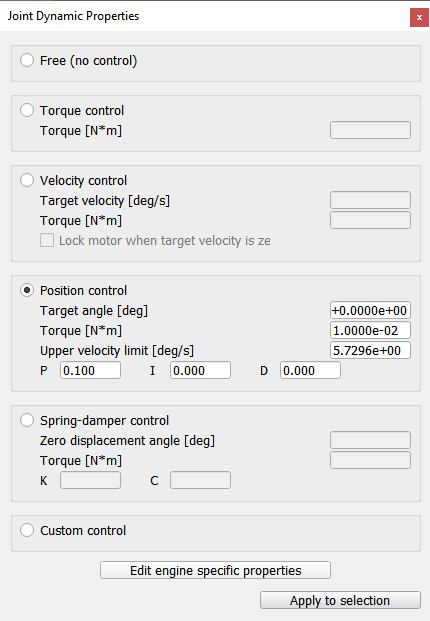 Joint Dynamic Properties
x
Free (no control)
Torque control
Torque [N*m]
Velocity control
Target velocity [deg/s]
Torque [N*m]
Lock motor when target velocity is ze
Position control
Target angle [deg] +0.0000e+00
Torque [N*m] 1.0000e-02
Upper velocity limit [deg/s] 5.7296e+00
P 0.100 I 0.000 D 0.000
Spring-damper control
Zero displacement angle [deg]
Torque [N*m]
K C
Custom control
Edit engine specific properties
Apply to selection